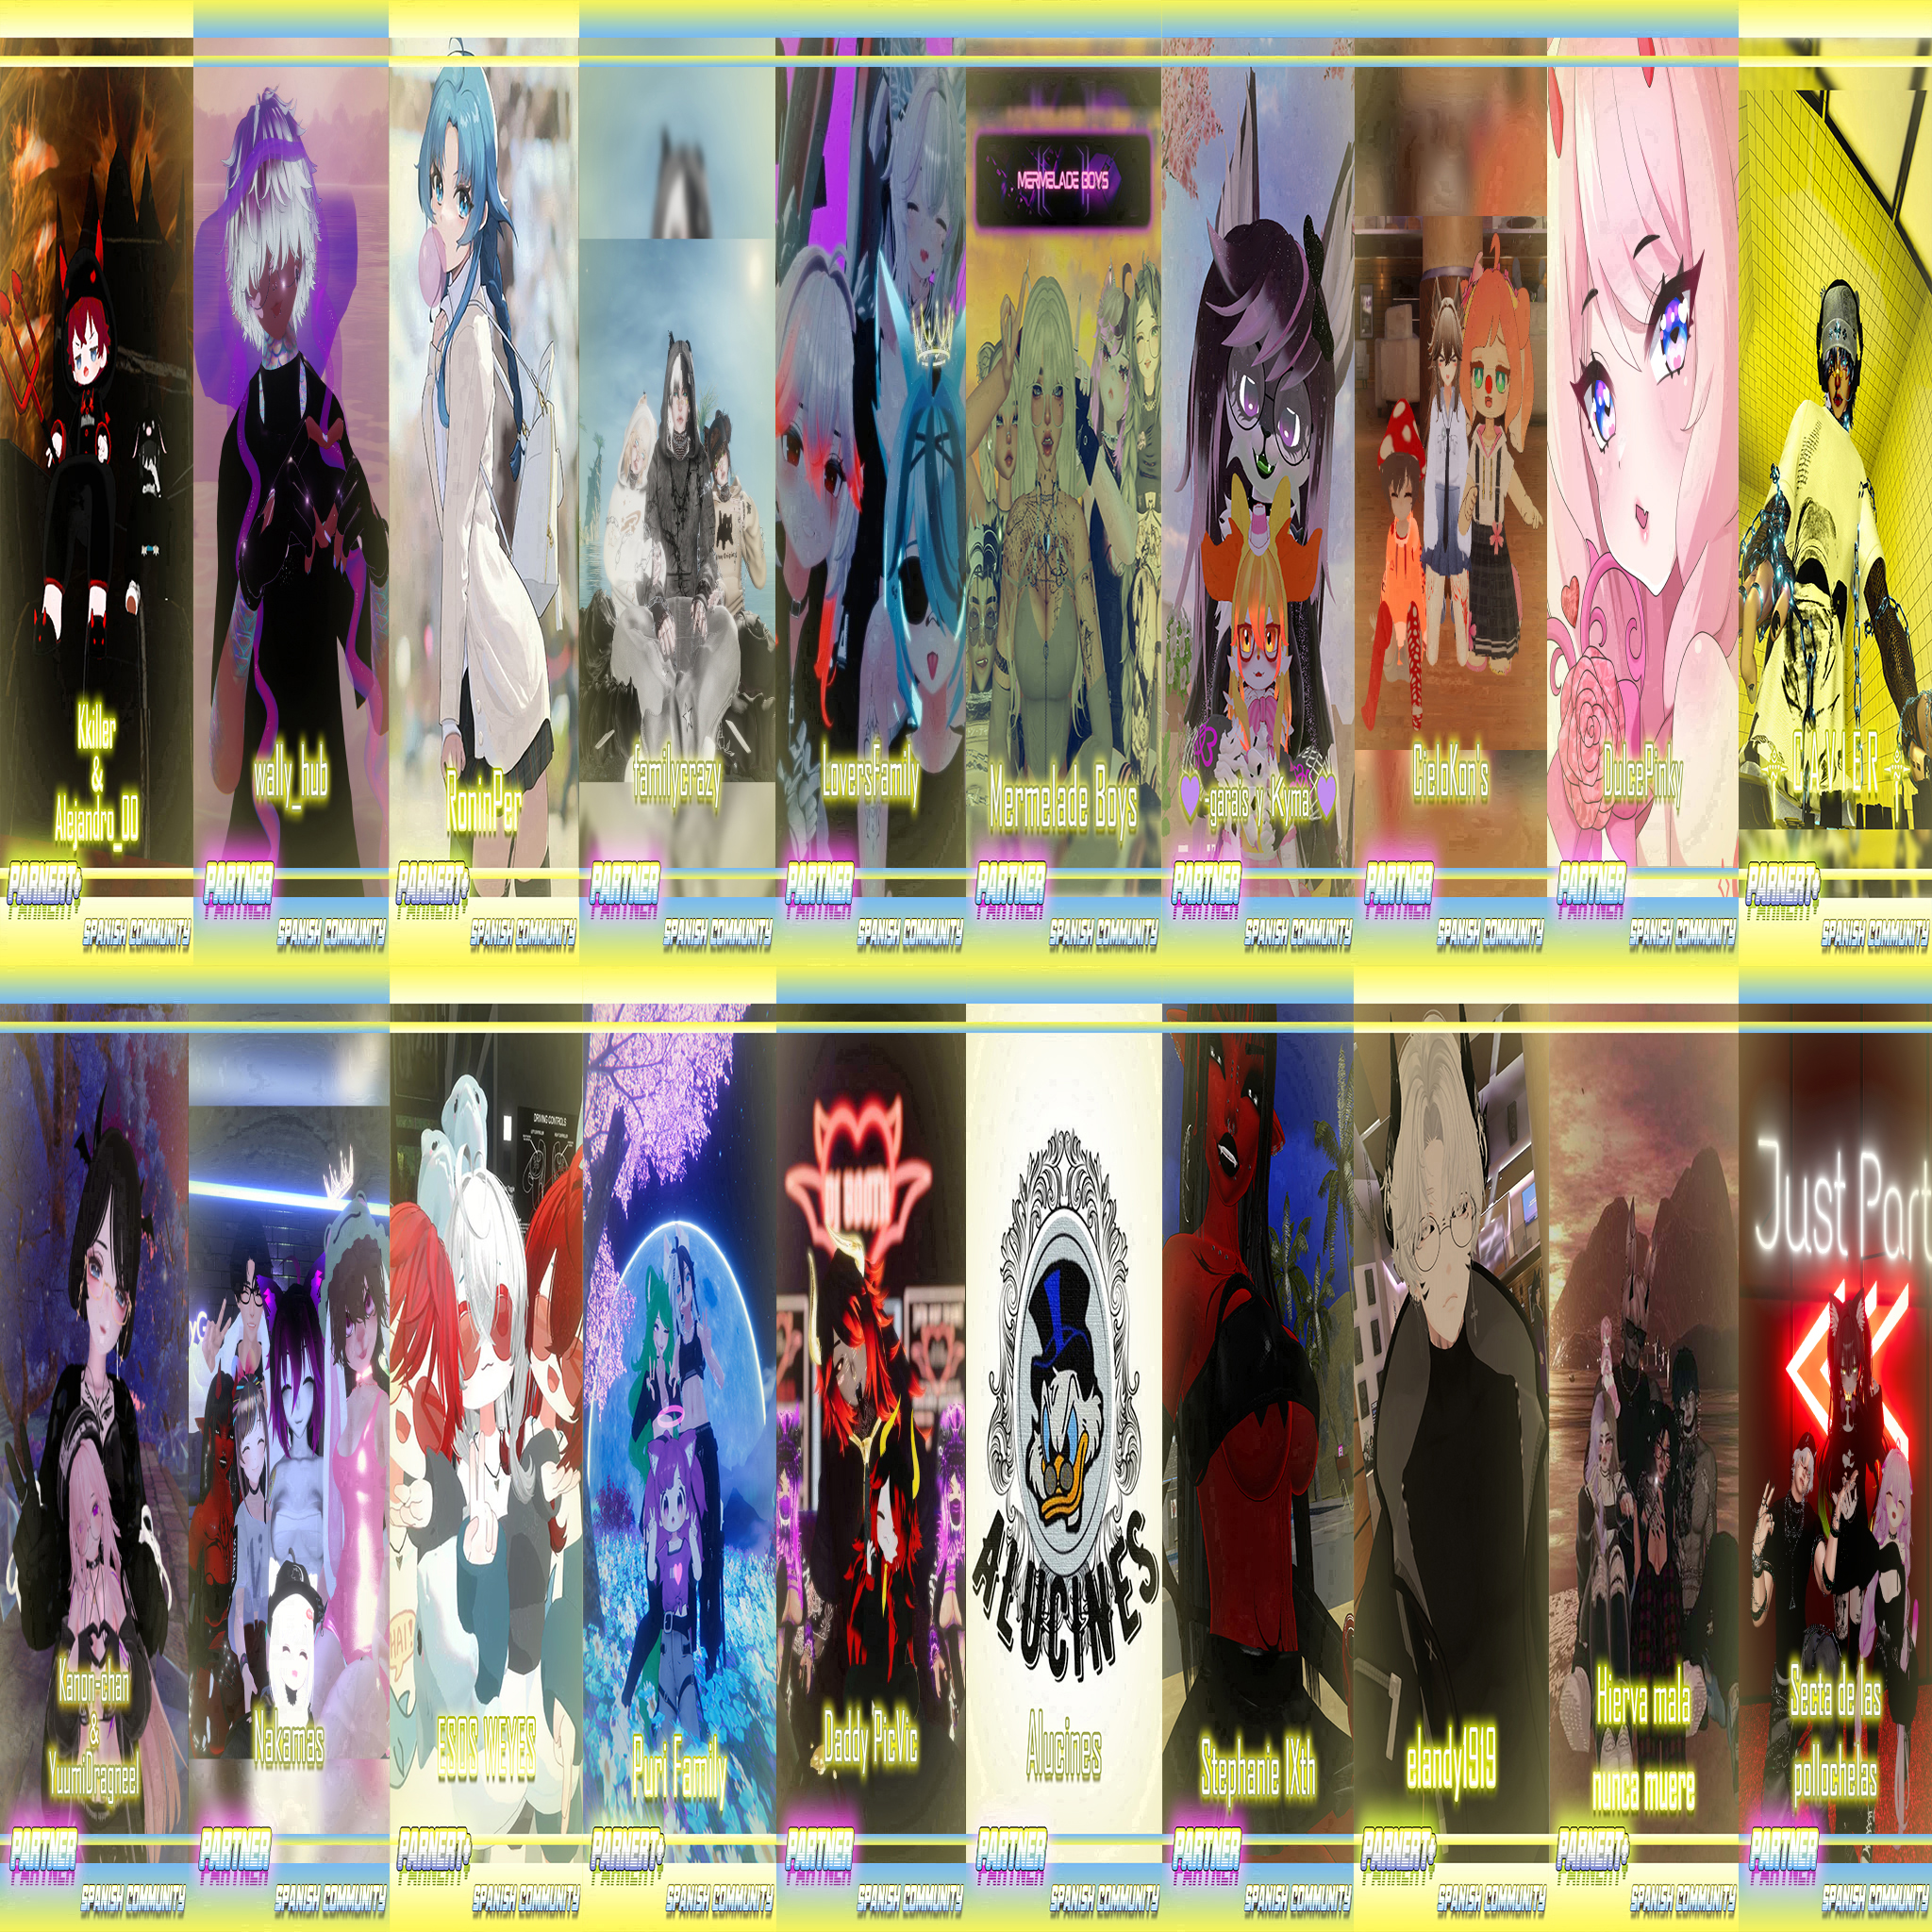 MERMELADE BOYS
Kkiller
&
Alejandro_00
PARNERT+
SPANISH COMMUNITY
wally_hub
PARTNER
SPANISH COMMUNITY
RoninPer
PARNERT+
SPANISH COMMUNITY
familycrazy
PARTNER
SPANISH COMMUNITY
LoversFamily
PARTNER
SPANISH COMMUNITY
Mermelade Boys
PARTNER
SPANISH COMMUNITY
y Kyma
PARTNER
SPANISH COMMUNITY
CieloKon's
PARTNER
SPANISH COMMUNITY
DulcePinky
PARTNER
SPANISH COMMUNITY
PARNERT+
SPANISH COMMUNITY
Kanon-chan
&
YuumiDragneel
PARTNER
SPANISH COMMUNITY
Nakamas
PARTNER
SPANISH COMMUNITY
DRIVING CONTROLS
HAI!
ESOS WEYES
PARNERT+
SPANISH COMMUNITY
Puri Family
PARNERT+
SPANISH COMMUNITY
DJ BOOTH
Daddy PicVic
PARTNER
SPANISH COMMUNITY
ALUCINES
Alucines
PARTNER
SPANISH COMMUNITY
Stephanie IXth
PARTNER
SPANISH COMMUNITY
elandy1919
PARNERT+
SPANISH COMMUNITY
Hierva mala
nunca muere
PARNERT+
SPANISH COMMUNITY
Just Part
Secta de las
pollochelas
PARTNER
SPANISH COMMUNITY